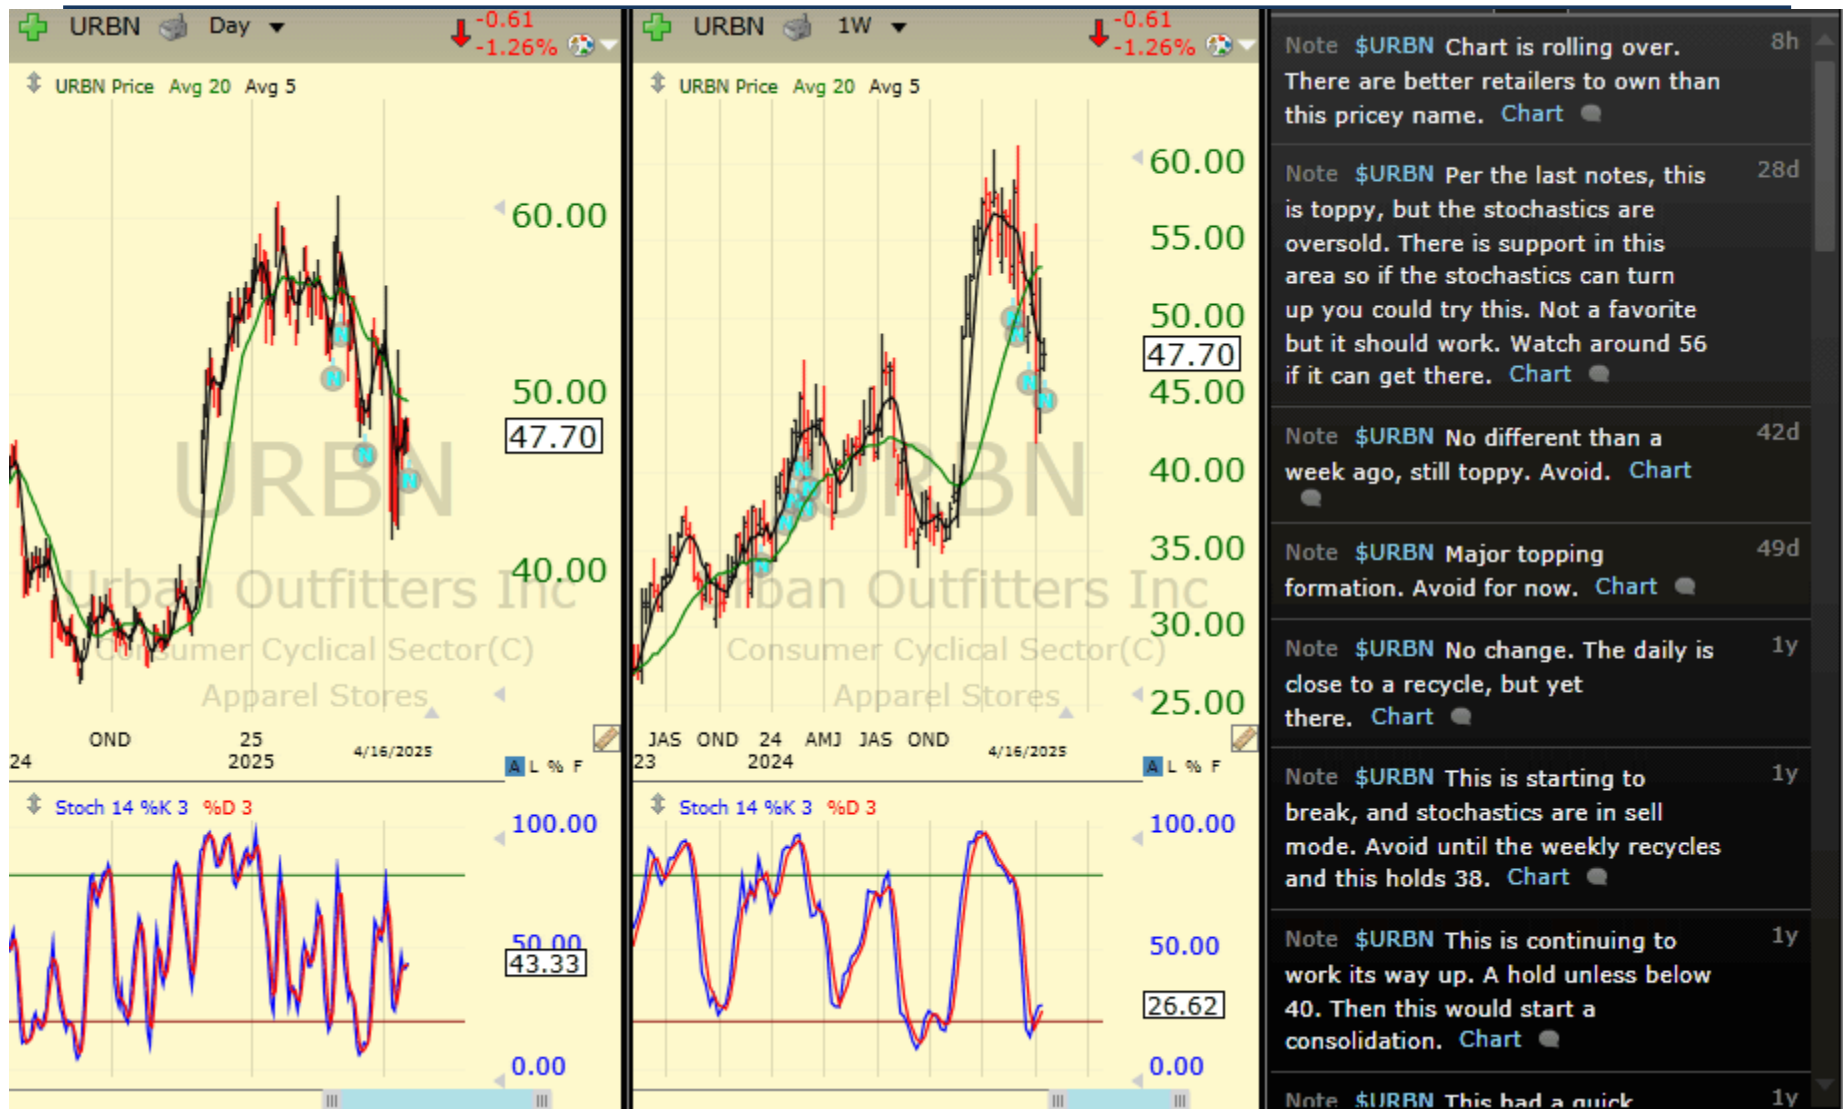 URBN Day
-0.61
-1.26%
URBN Price Avg 20 Avg 5
60.00
50.00
47.70
40.00
URBN
Urban Outfitters Inc
Consumer Cyclical Sector(C)
Apparel Stores
N
N
N
N
OND 25
24 2025 4/16/2025
A L % F
Stoch 14 %K 3 %D 3
100.00
50.00
43.33
0.00
URBN 1W
-0.61
-1.26%
URBN Price Avg 20 Avg 5
60.00
55.00
50.00
47.70
45.00
40.00
35.00
30.00
25.00
URBN
Urban Outfitters Inc
Consumer Cyclical Sector(C)
Apparel Stores
N
N
N
N
N
N
N
N
N
N
JAS OND 24 AMJ JAS OND
23 2024 4/16/2025
A L % F
Stoch 14 %K 3 %D 3
100.00
50.00
26.62
0.00
Note $URBN Chart is rolling over. 8h
There are better retailers to own than
this pricey name. Chart
Note $URBN Per the last notes, this 28d
is toppy, but the stochastics are
oversold. There is support in this
area so if the stochastics can turn
up you could try this. Not a favorite
but it should work. Watch around 56
if it can get there. Chart
Note $URBN No different than a 42d
week ago, still toppy. Avoid. Chart
Note $URBN Major topping 49d
formation. Avoid for now. Chart
Note $URBN No change. The daily is 1y
close to a recycle, but yet
there. Chart
Note $URBN This is starting to 1y
break, and stochastics are in sell
mode. Avoid until the weekly recycles
and this holds 38. Chart
Note $URBN This is continuing to 1y
work its way up. A hold unless below
40. Then this would start a
consolidation. Chart
Note $URBN This had a quick 1y